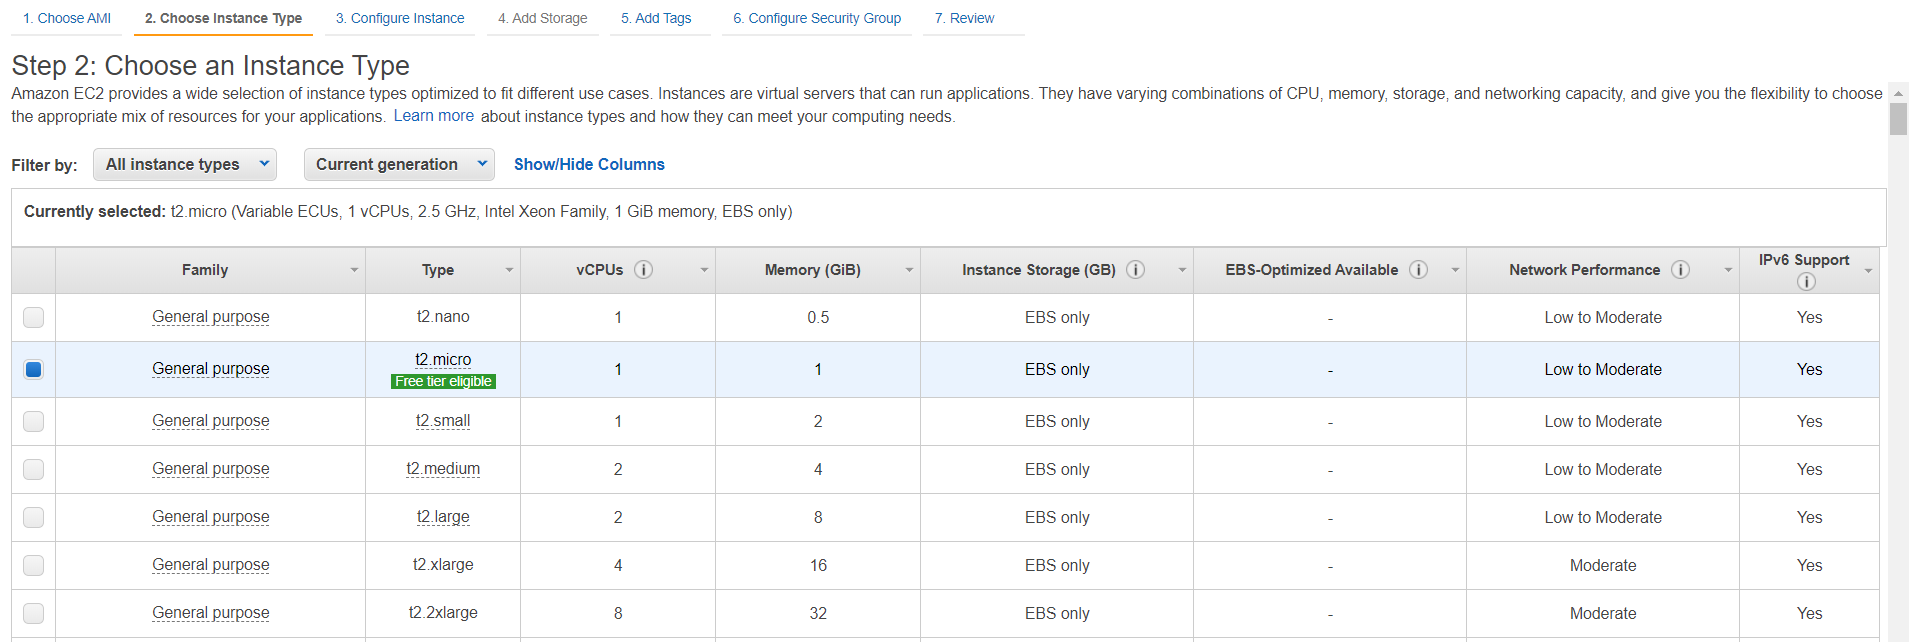 1. Choose AMI 2. Choose Instance Type 3. Configure Instance 4. Add Storage 5. Add Tags 6. Configure Security Group 7. Review
Step 2: Choose an Instance Type
Amazon EC2 provides a wide selection of instance types optimized to fit different use cases. Instances are virtual servers that can run applications. They have varying combinations of CPU, memory, storage, and networking capacity, and give you the flexibility to choose
the appropriate mix of resources for your applications. Learn more about instance types and how they can meet your computing needs.
Filter by: All instance types Current generation Show/Hide Columns
Currently selected: t2.micro (Variable ECUs, 1 vCPUs, 2.5 GHz, Intel Xeon Family, 1 GiB memory, EBS only)
Family Type vCPUs i Memory (GiB) Instance Storage (GB) i EBS-Optimized Available i Network Performance i IPv6 Support i
General purpose t2.nano 1 0.5 EBS only - Low to Moderate Yes
General purpose t2.micro 1 1 EBS only - Low to Moderate Yes
Free tier eligible
General purpose t2.small 1 2 EBS only - Low to Moderate Yes
General purpose t2.medium 2 4 EBS only - Low to Moderate Yes
General purpose t2.large 2 8 EBS only - Low to Moderate Yes
General purpose t2.xlarge 4 16 EBS only - Moderate Yes
General purpose t2.2xlarge 8 32 EBS only - Moderate Yes